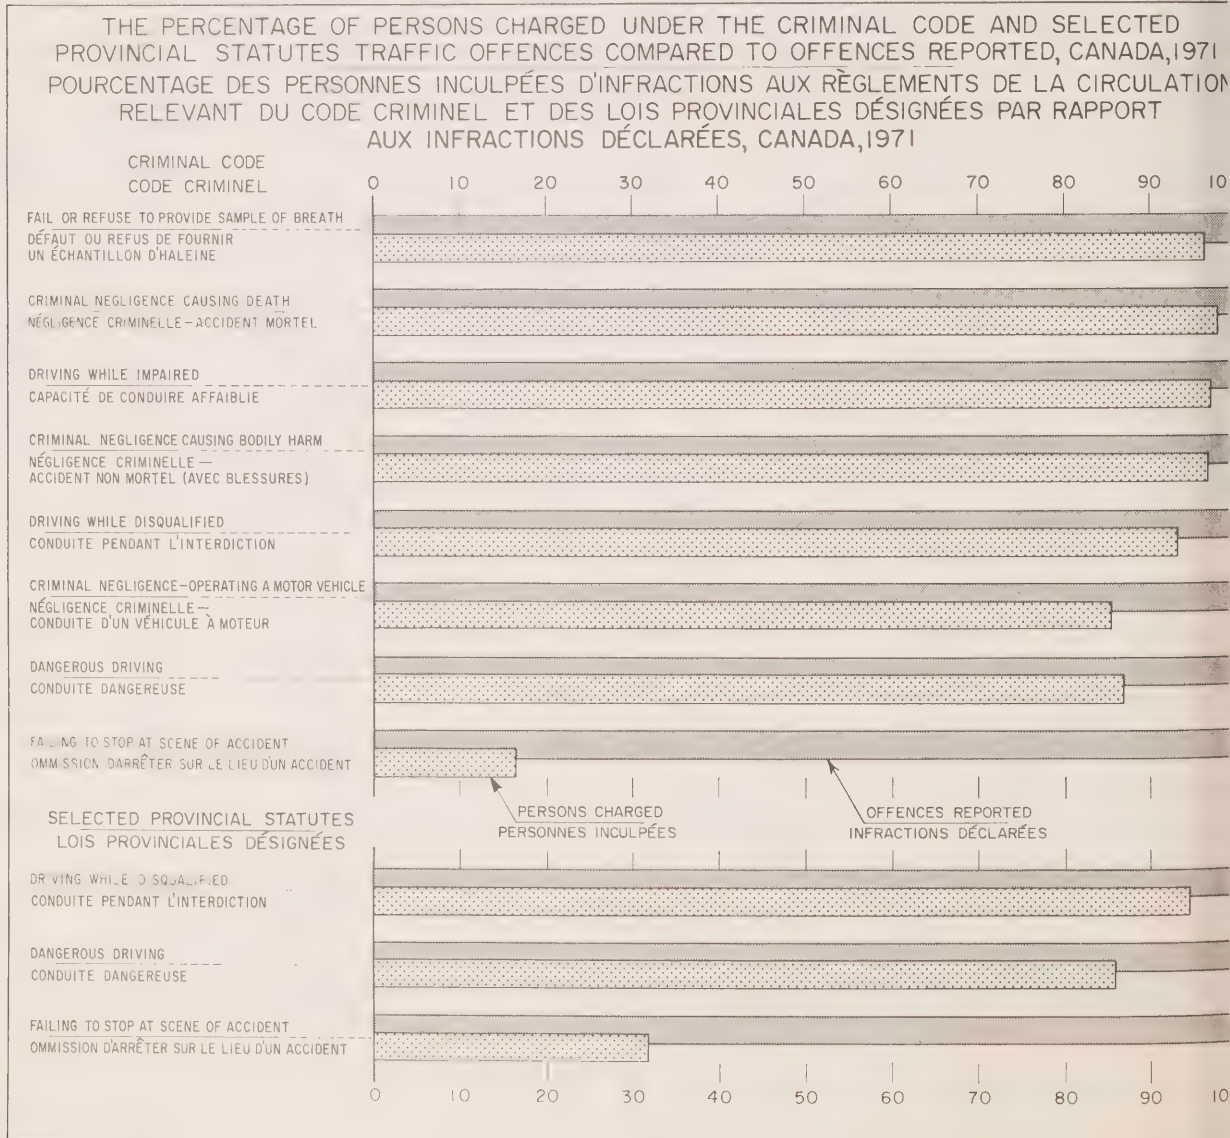 THE PERCENTAGE OF PERSONS CHARGED UNDER THE CRIMINAL CODE AND SELECTED
PROVINCIAL STATUTES TRAFFIC OFFENCES COMPARED TO OFFENCES REPORTED, CANADA, 1971
POURCENTAGE DES PERSONNES INCULPÉES D'INFRACTIONS AUX RÈGLEMENTS DE LA CIRCULATION
RELEVANT DU CODE CRIMINEL ET DES LOIS PROVINCIALES DÉSIGNÉES PAR RAPPORT
AUX INFRACTIONS DÉCLARÉES, CANADA, 1971
CRIMINAL CODE
CODE CRIMINEL
0 10 20 30 40 50 60 70 80 90 10
FAIL OR REFUSE TO PROVIDE SAMPLE OF BREATH
DÉFAUT OU REFUS DE FOURNIR
UN ÉCHANTILLON D'HALEINE
CRIMINAL NEGLIGENCE CAUSING DEATH
NÉGLIGENCE CRIMINELLE – ACCIDENT MORTEL
DRIVING WHILE IMPAIRED
CAPACITÉ DE CONDUIRE AFFAIBLIE
CRIMINAL NEGLIGENCE CAUSING BODILY HARM
NÉGLIGENCE CRIMINELLE —
ACCIDENT NON MORTEL (AVEC BLESSURES)
DRIVING WHILE DISQUALIFIED
CONDUITE PENDANT L'INTERDICTION
CRIMINAL NEGLIGENCE – OPERATING A MOTOR VEHICLE
NÉGLIGENCE CRIMINELLE —
CONDUITE D'UN VÉHICULE À MOTEUR
DANGEROUS DRIVING
CONDUITE DANGEREUSE
FAILING TO STOP AT SCENE OF ACCIDENT
OMMISSION D'ARRÊTER SUR LE LIEU D'UN ACCIDENT
PERSONS CHARGED
PERSONNES INCULPÉES
OFFENCES REPORTED
INFRACTIONS DÉCLARÉES
SELECTED PROVINCIAL STATUTES
LOIS PROVINCIALES DÉSIGNÉES
DRIVING WHILE DISQUALIFIED
CONDUITE PENDANT L'INTERDICTION
DANGEROUS DRIVING
CONDUITE DANGEREUSE
FAILING TO STOP AT SCENE OF ACCIDENT
OMMISSION D'ARRÊTER SUR LE LIEU D'UN ACCIDENT
0 10 20 30 40 50 60 70 80 90 10